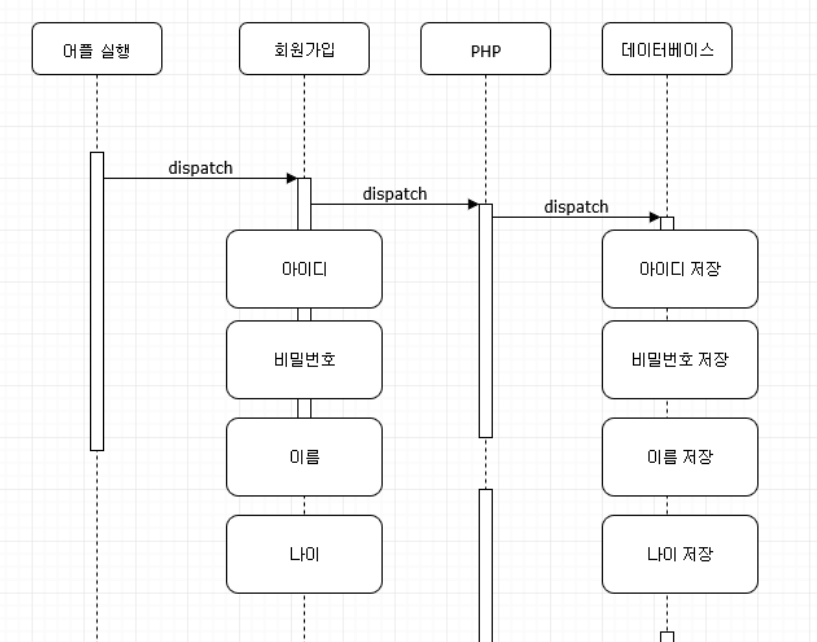 어플 실행
회원가입
PHP
데이터베이스
dispatch
dispatch
dispatch
아이디
아이디 저장
비밀번호
비밀번호 저장
이름
이름 저장
나이
나이 저장